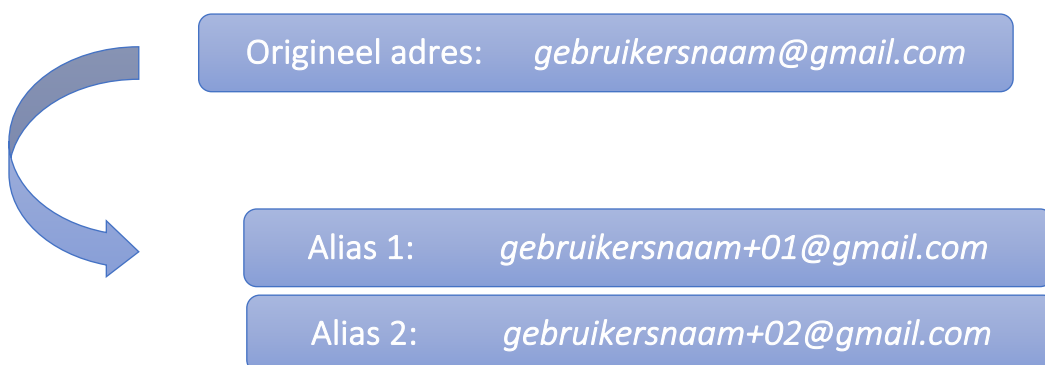 Origineel adres: gebruikersnaam@gmail.com
Alias 1: gebruikersnaam+01@gmail.com
Alias 2: gebruikersnaam+02@gmail.com